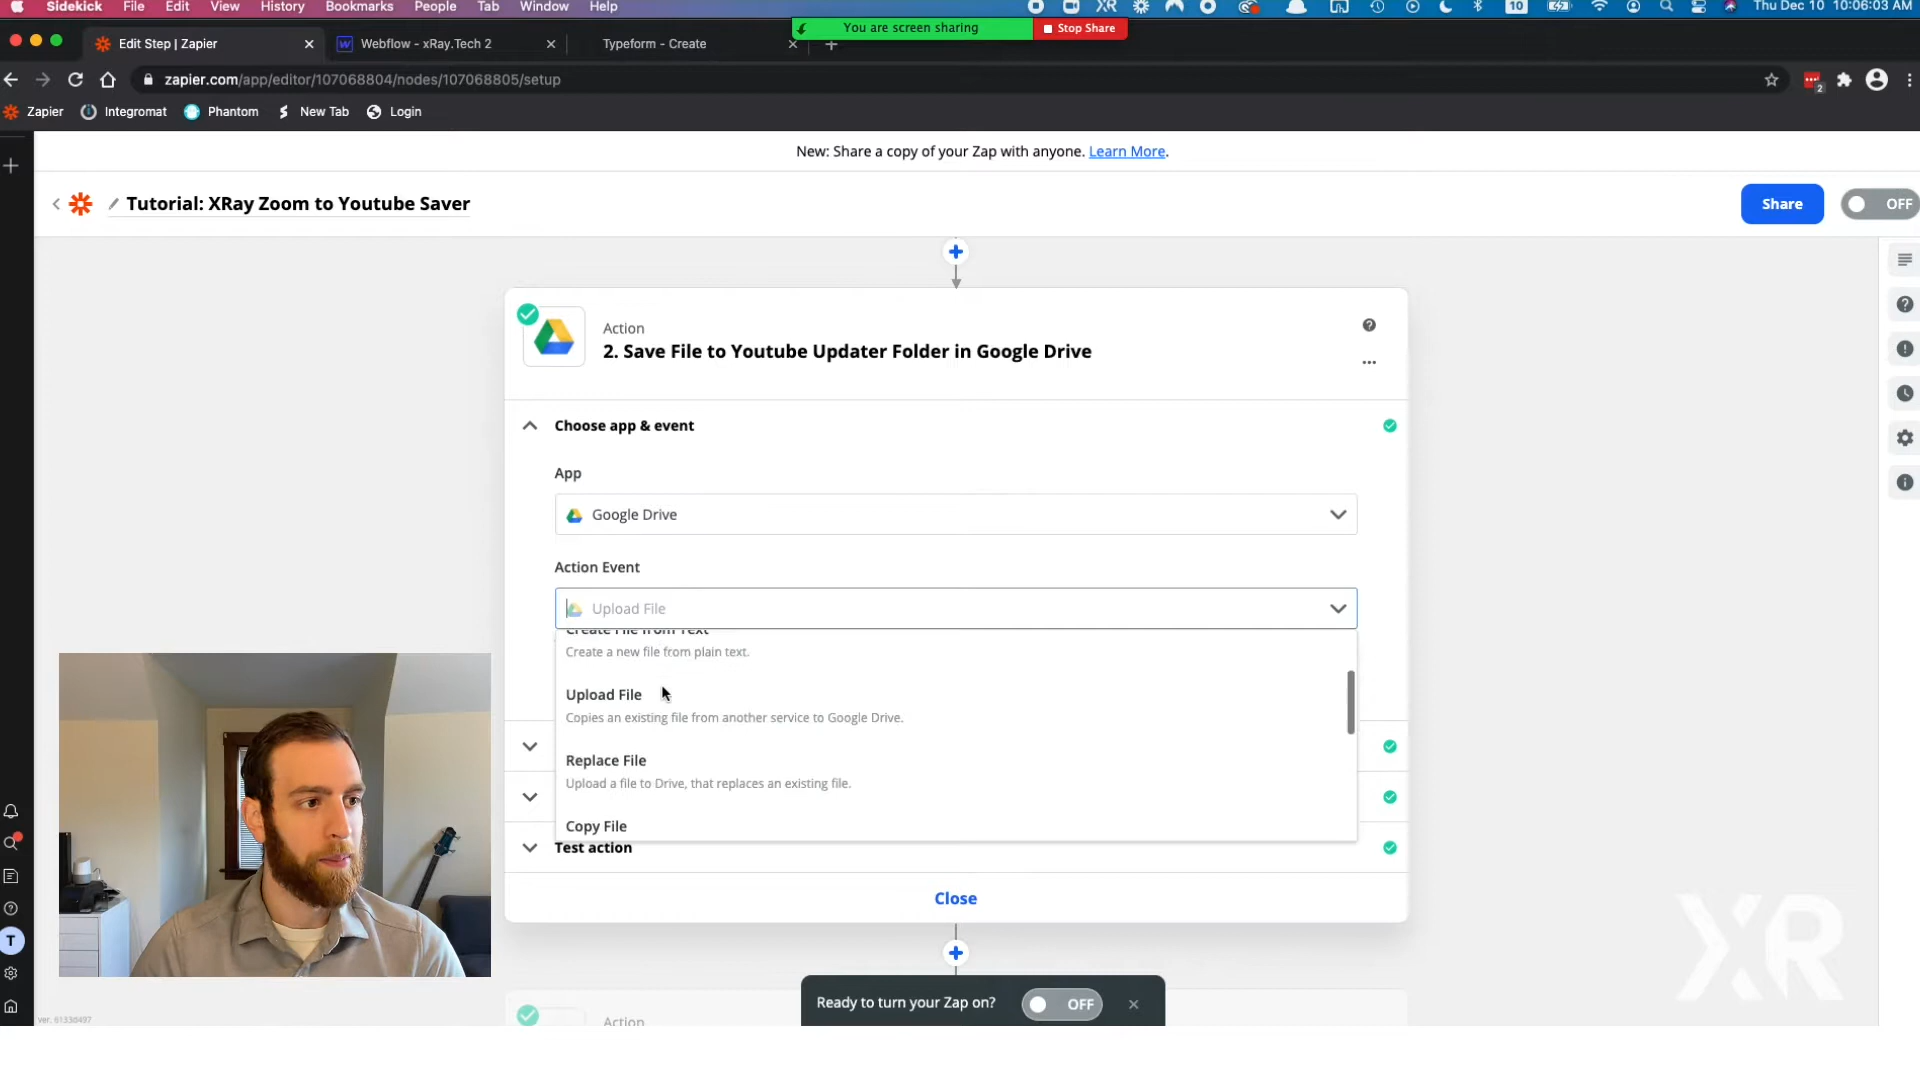 Sidekick File Edit View History Bookmarks People Tab Window Help
10 Thu Dec 10 10:06:03 AM
You are screen sharing Stop Share
Edit Step | Zapier
Webflow - xRay.Tech 2
Typeform - Create
zapier.com/app/editor/107068804/nodes/107068805/setup
2
Zapier Integromat Phantom New Tab Login
New: Share a copy of your Zap with anyone. Learn More.
Tutorial: XRay Zoom to Youtube Saver
Share
OFF
Action
2. Save File to Youtube Updater Folder in Google Drive
Choose app & event
App
Google Drive
Action Event
Upload File
Create File from Text
Create a new file from plain text.
Upload File
Copies an existing file from another service to Google Drive.
Replace File
Upload a file to Drive, that replaces an existing file.
Copy File
Test action
Close
T
XR
Ready to turn your Zap on? OFF
Action
ver. 6133d497